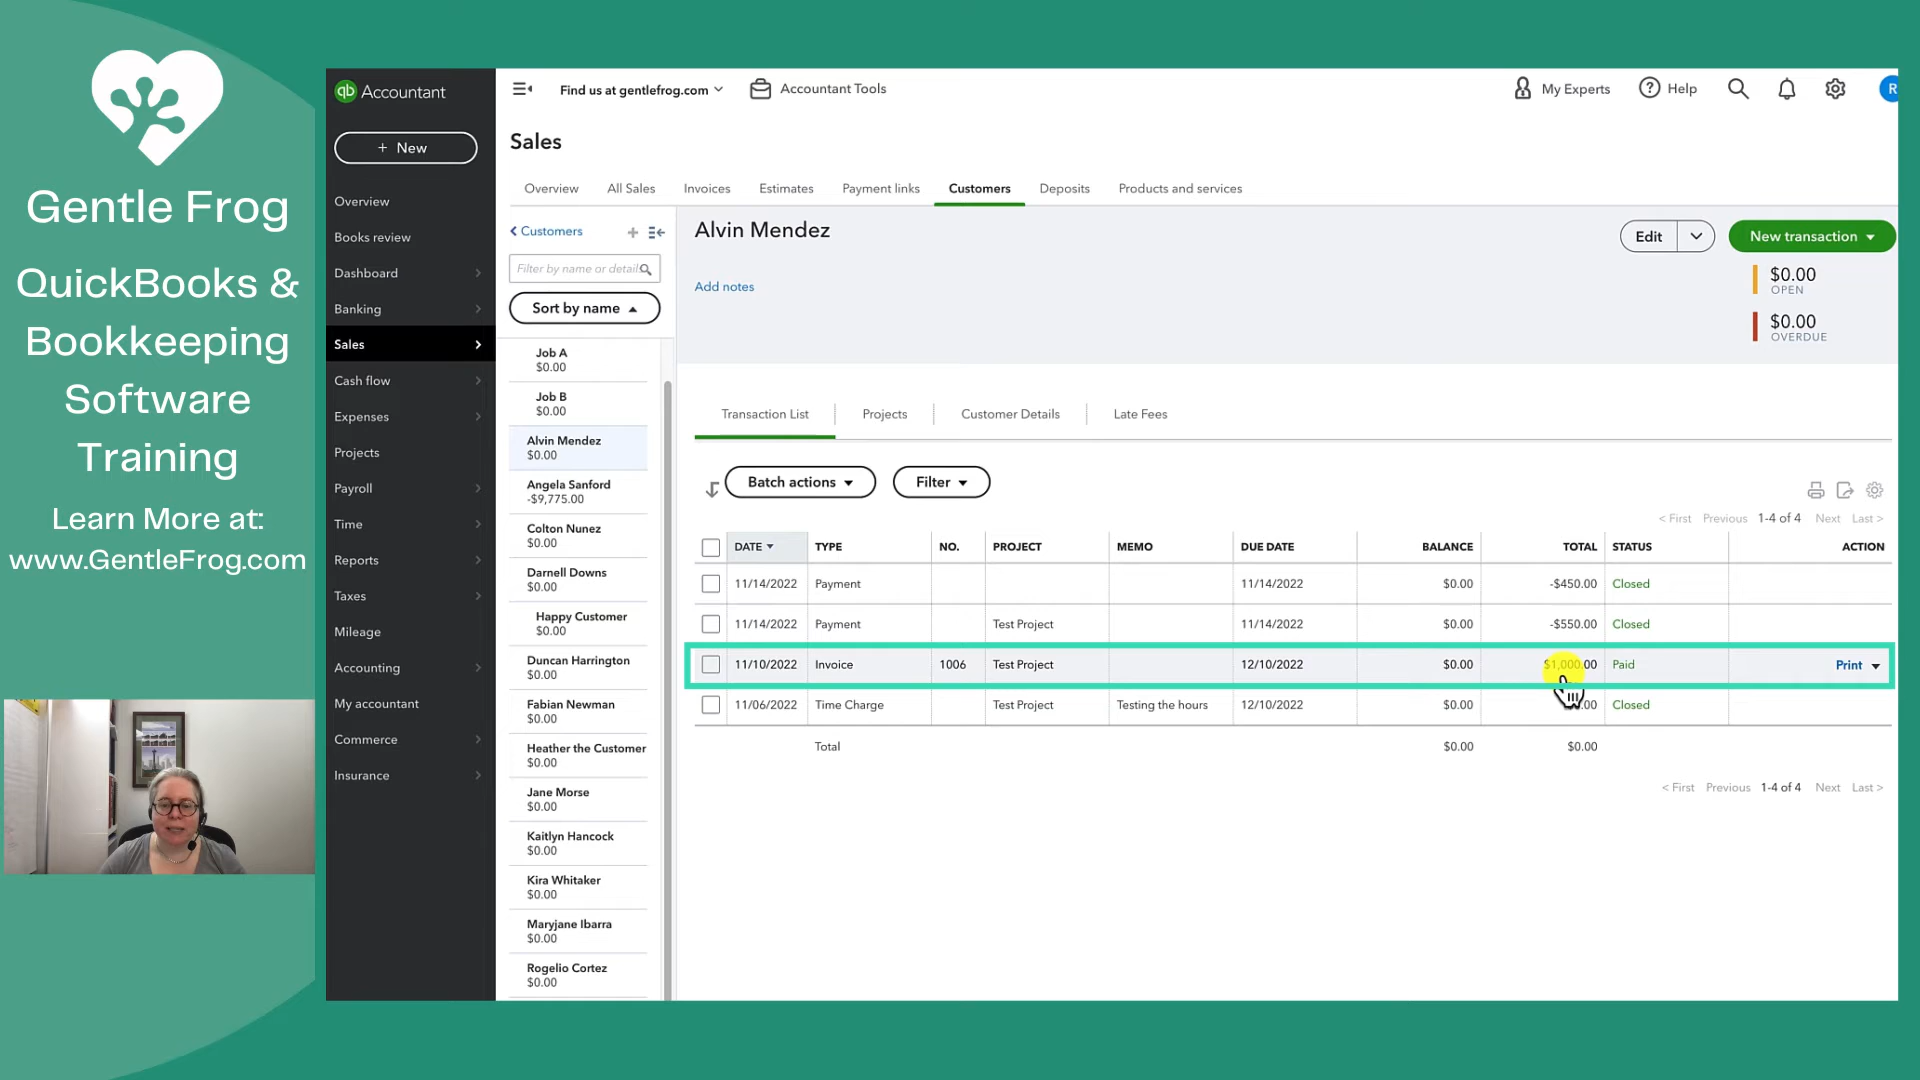 Gentle Frog
QuickBooks &
Bookkeeping
Software
Training
Learn More at:
www.GentleFrog.com
qb Accountant
+ New
Overview
Books review
Dashboard
Banking
Sales
Cash flow
Expenses
Projects
Payroll
Time
Reports
Taxes
Mileage
Accounting
My accountant
Commerce
Insurance
Find us at gentlefrog.com
Accountant Tools
My Experts
Help
R
Sales
Overview All Sales Invoices Estimates Payment links Customers Deposits Products and services
< Customers
Filter by name or details
Sort by name
Job A
$0.00
Job B
$0.00
Alvin Mendez
$0.00
Angela Sanford
-$9,775.00
Colton Nunez
$0.00
Darnell Downs
$0.00
Happy Customer
$0.00
Duncan Harrington
$0.00
Fabian Newman
$0.00
Heather the Customer
$0.00
Jane Morse
$0.00
Kaitlyn Hancock
$0.00
Kira Whitaker
$0.00
Maryjane Ibarra
$0.00
Rogelio Cortez
$0.00
Alvin Mendez
Edit
New transaction
Add notes
$0.00
OPEN
$0.00
OVERDUE
Transaction List Projects Customer Details Late Fees
Batch actions Filter
< First Previous 1-4 of 4 Next Last >
DATE TYPE NO. PROJECT MEMO DUE DATE BALANCE TOTAL STATUS ACTION
11/14/2022 Payment 11/14/2022 $0.00 -$450.00 Closed
11/14/2022 Payment Test Project 11/14/2022 $0.00 -$550.00 Closed
11/10/2022 Invoice 1006 Test Project 12/10/2022 $0.00 $1,000.00 Paid Print
11/06/2022 Time Charge Test Project Testing the hours 12/10/2022 $0.00 Closed
Total $0.00 $0.00
< First Previous 1-4 of 4 Next Last >